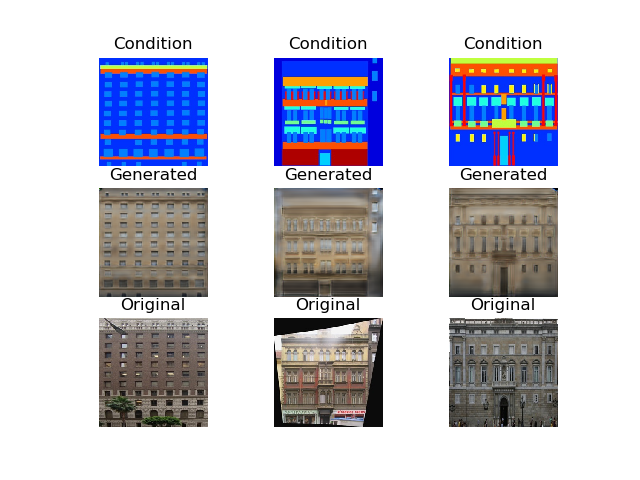 Condition Condition Condition
Generated Generated Generated
Original Original Original